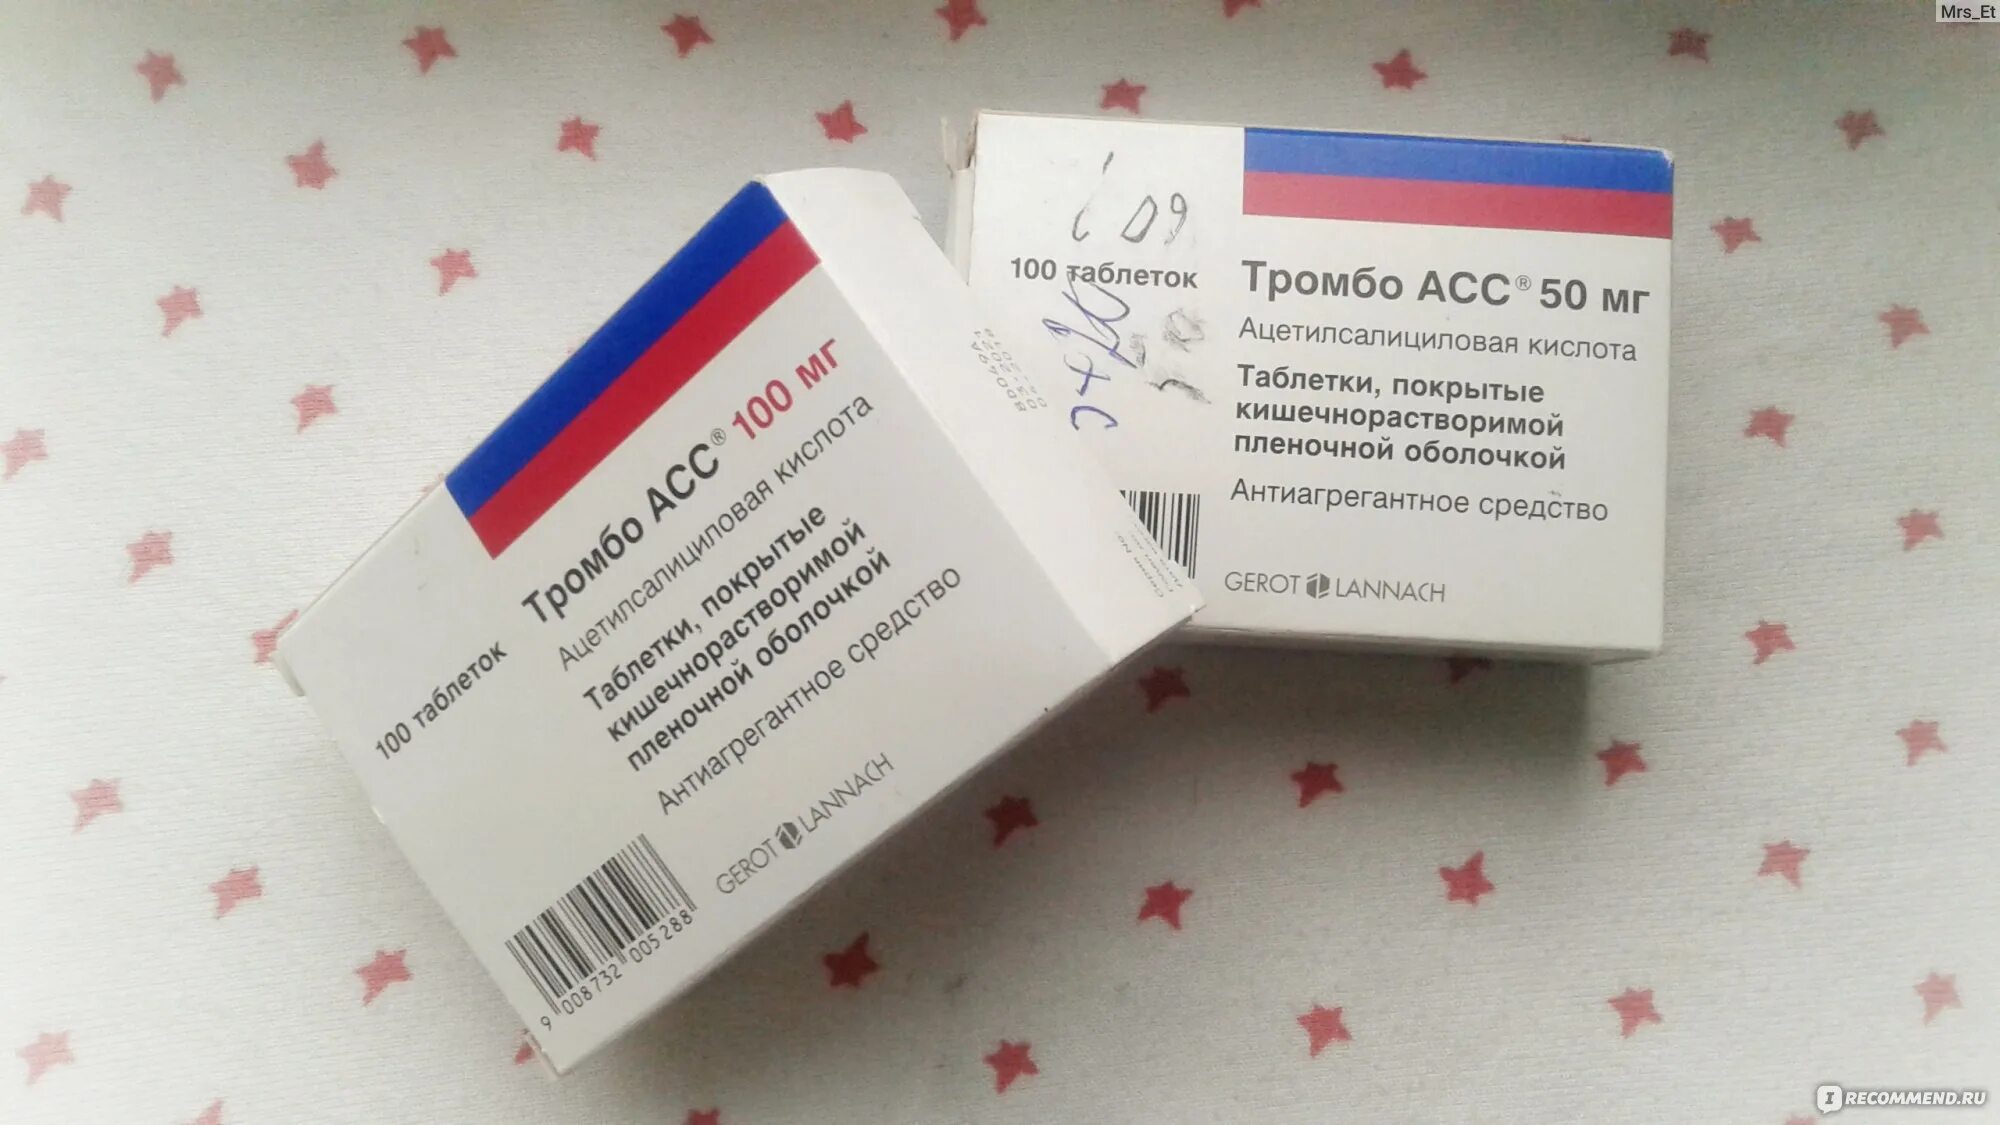 Mrs_Et
100 таблеток
Тромбо АСС® 50 мг
Ацетилсалициловая кислота
Таблетки, покрытые
кишечнорастворимой
пленочной оболочкой
Антиагрегантное средство
GEROT LANNACH
100 таблеток
Тромбо АСС® 100 мг
Ацетилсалициловая кислота
Таблетки, покрытые
кишечнорастворимой
пленочной оболочкой
Антиагрегантное средство
GEROT LANNACH
9 008732 005288
IRECOMMEND.RU